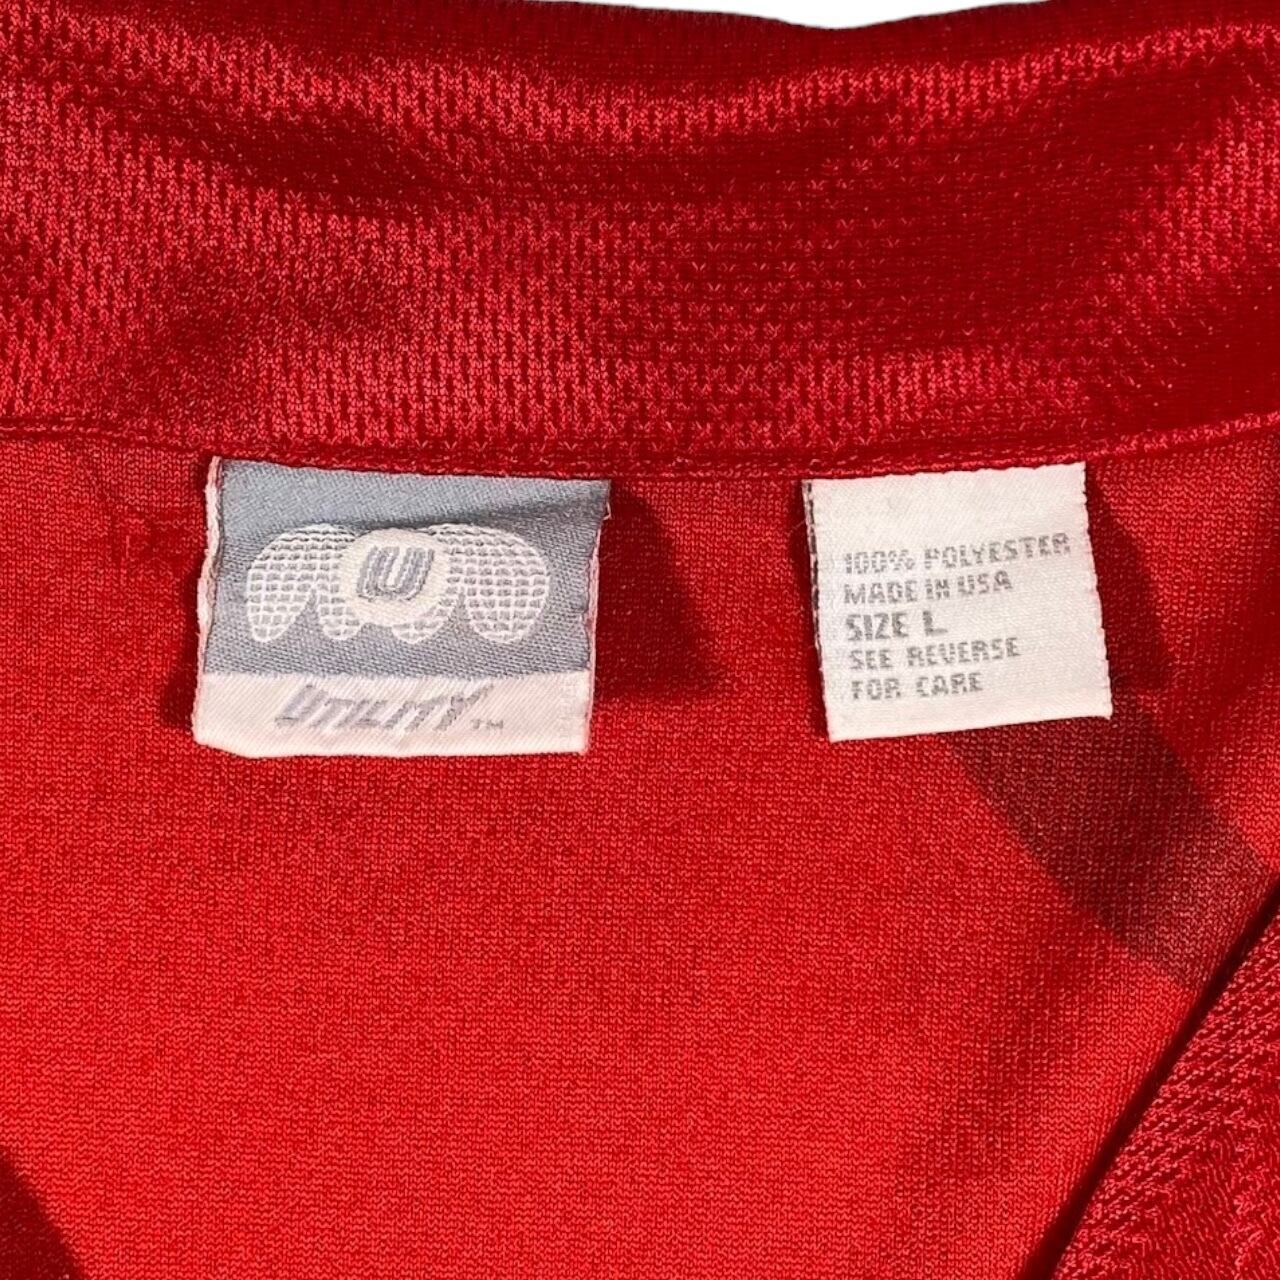 U
UTILITY™
100% POLYESTER
MADE IN USA
SIZE L
SEE REVERSE
FOR CARE